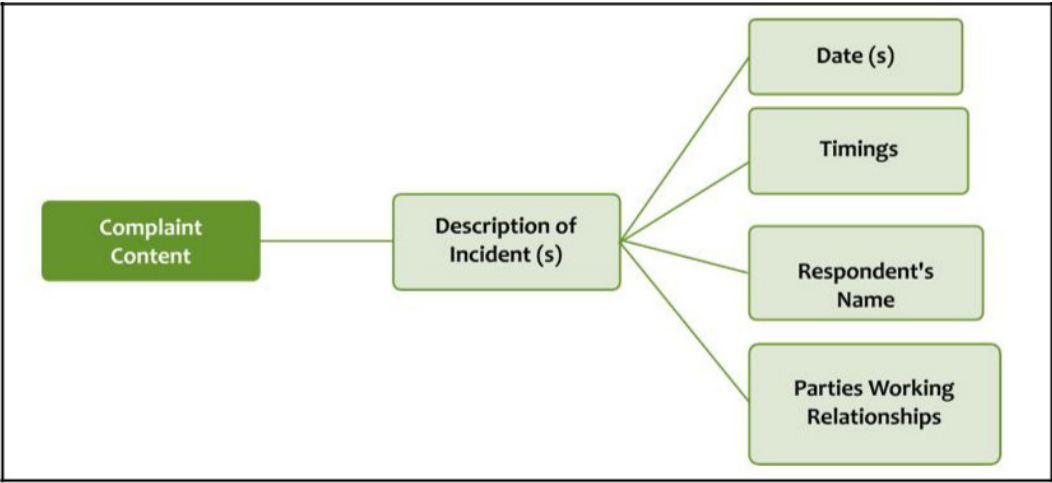 Complaint
Content
Description of
Incident (s)
Date (s)
Timings
Respondent's
Name
Parties Working
Relationships